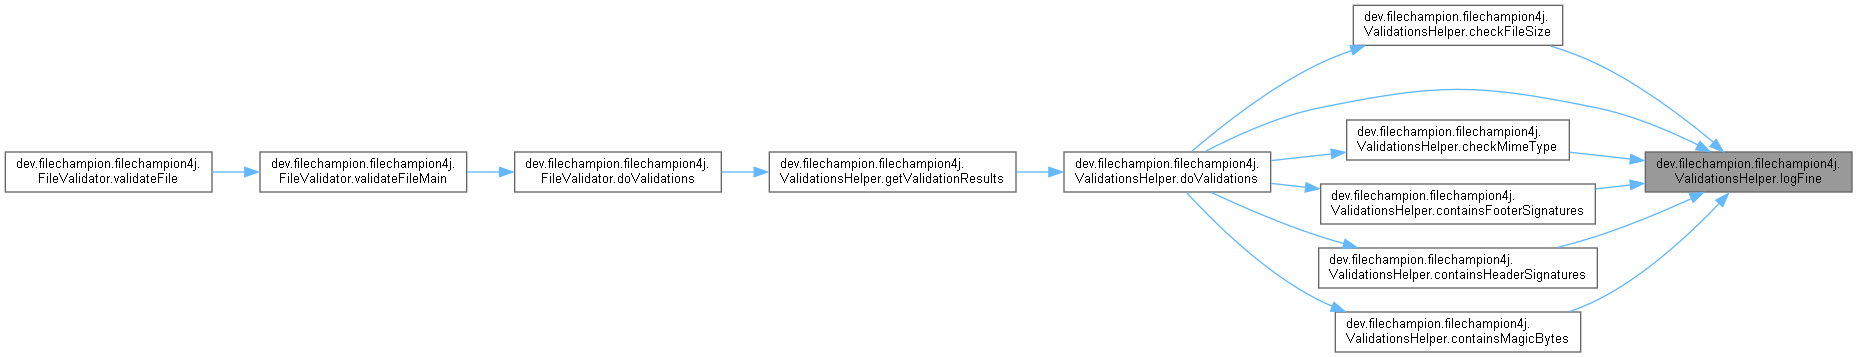 dev.filechampion.filechampion4j.
FileValidator.validateFile
dev.filechampion.filechampion4j.
FileValidator.validateFileMain
dev.filechampion.filechampion4j.
FileValidator.doValidations
dev.filechampion.filechampion4j.
ValidationsHelper.getValidationResults
dev.filechampion.filechampion4j.
ValidationsHelper.doValidations
dev.filechampion.filechampion4j.
ValidationsHelper.checkFileSize
dev.filechampion.filechampion4j.
ValidationsHelper.checkMimeType
dev.filechampion.filechampion4j.
ValidationsHelper.containsFooterSignatures
dev.filechampion.filechampion4j.
ValidationsHelper.containsHeaderSignatures
dev.filechampion.filechampion4j.
ValidationsHelper.containsMagicBytes
dev.filechampion.filechampion4j.
ValidationsHelper.logFine